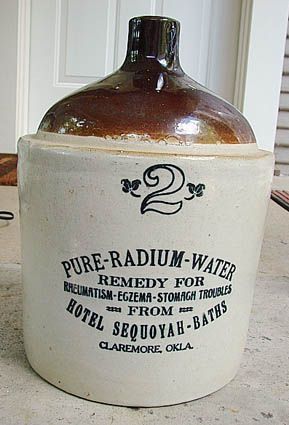 2
PURE-RADIUM-WATER
REMEDY FOR
RHEUMATISM-ECZEMA-STOMACH TROUBLES
FROM
HOTEL SEQUOYAH-BATHS
CLAREMORE, OKLA.